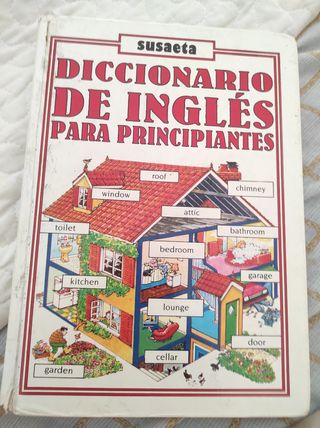 susaeta
DICCIONARIO
DE INGLÉS
PARA PRINCIPIANTES
roof
chimney
window
attic
toilet
bathroom
bedroom
garage
kitchen
lounge
door
cellar
garden